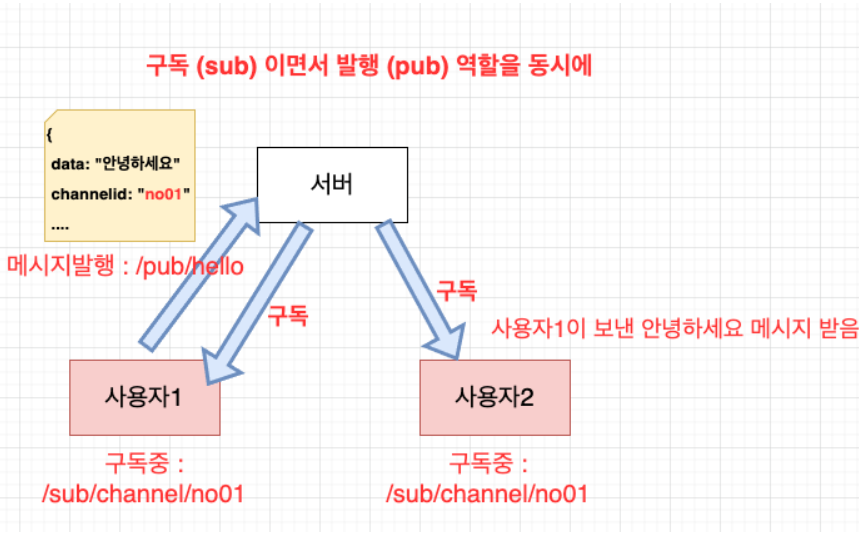 구독 (sub) 이면서 발행 (pub) 역할을 동시에
{
data: "안녕하세요"
channelid: "no01"
....
서버
메시지발행 : /pub/hello
구독
구독
사용자1이 보낸 안녕하세요 메시지 받음
사용자1
사용자2
구독중 :
/sub/channel/no01
구독중 :
/sub/channel/no01